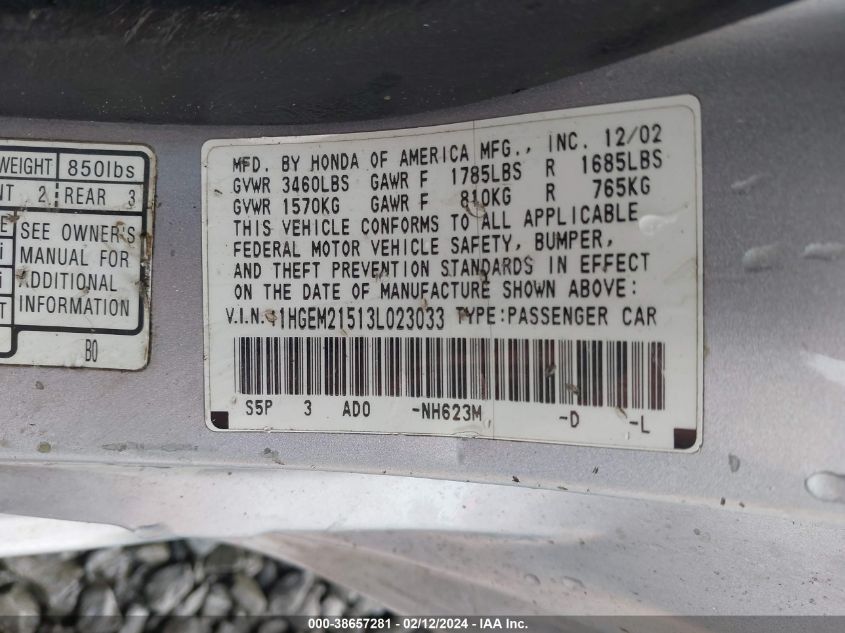 WEIGHT 850lbs
2 REAR 3
SEE OWNER'S
MANUAL FOR
ADDITIONAL
INFORMATION
B0
MFD. BY HONDA OF AMERICA MFG., INC. 12/02
GVWR 3460LBS GAWR F 1785LBS R 1685LBS
GVWR 1570KG GAWR F 810KG R 765KG
THIS VEHICLE CONFORMS TO ALL APPLICABLE
FEDERAL MOTOR VEHICLE SAFETY, BUMPER,
AND THEFT PREVENTION STANDARDS IN EFFECT
ON THE DATE OF MANUFACTURE SHOWN ABOVE:
V.I.N. 1HGEM21513L023033 TYPE:PASSENGER CAR
S5P 3 AD0 -NH623M -D -L
000-38657281 - 02/12/2024 - IAA Inc.